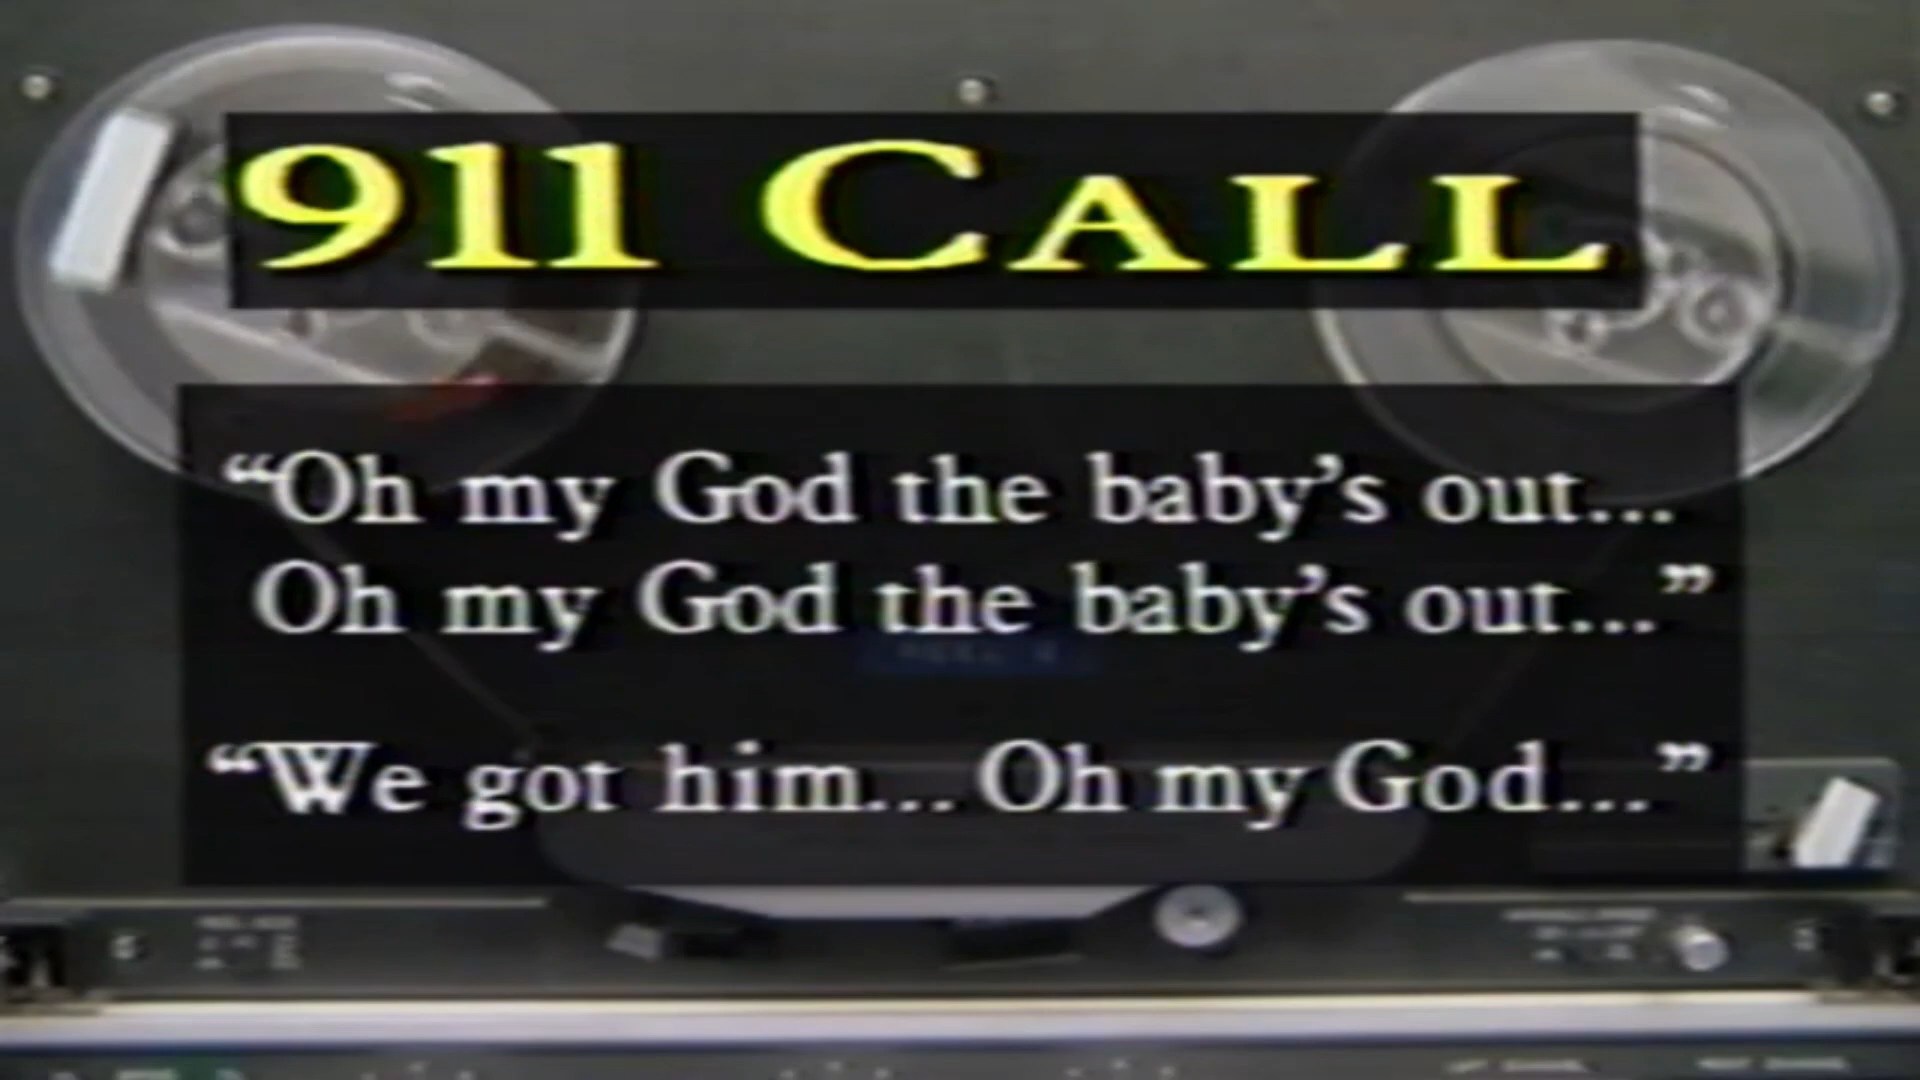 911 CALL
“Oh my God the baby’s out...
Oh my God the baby’s out...”
“We got him... Oh my God...”